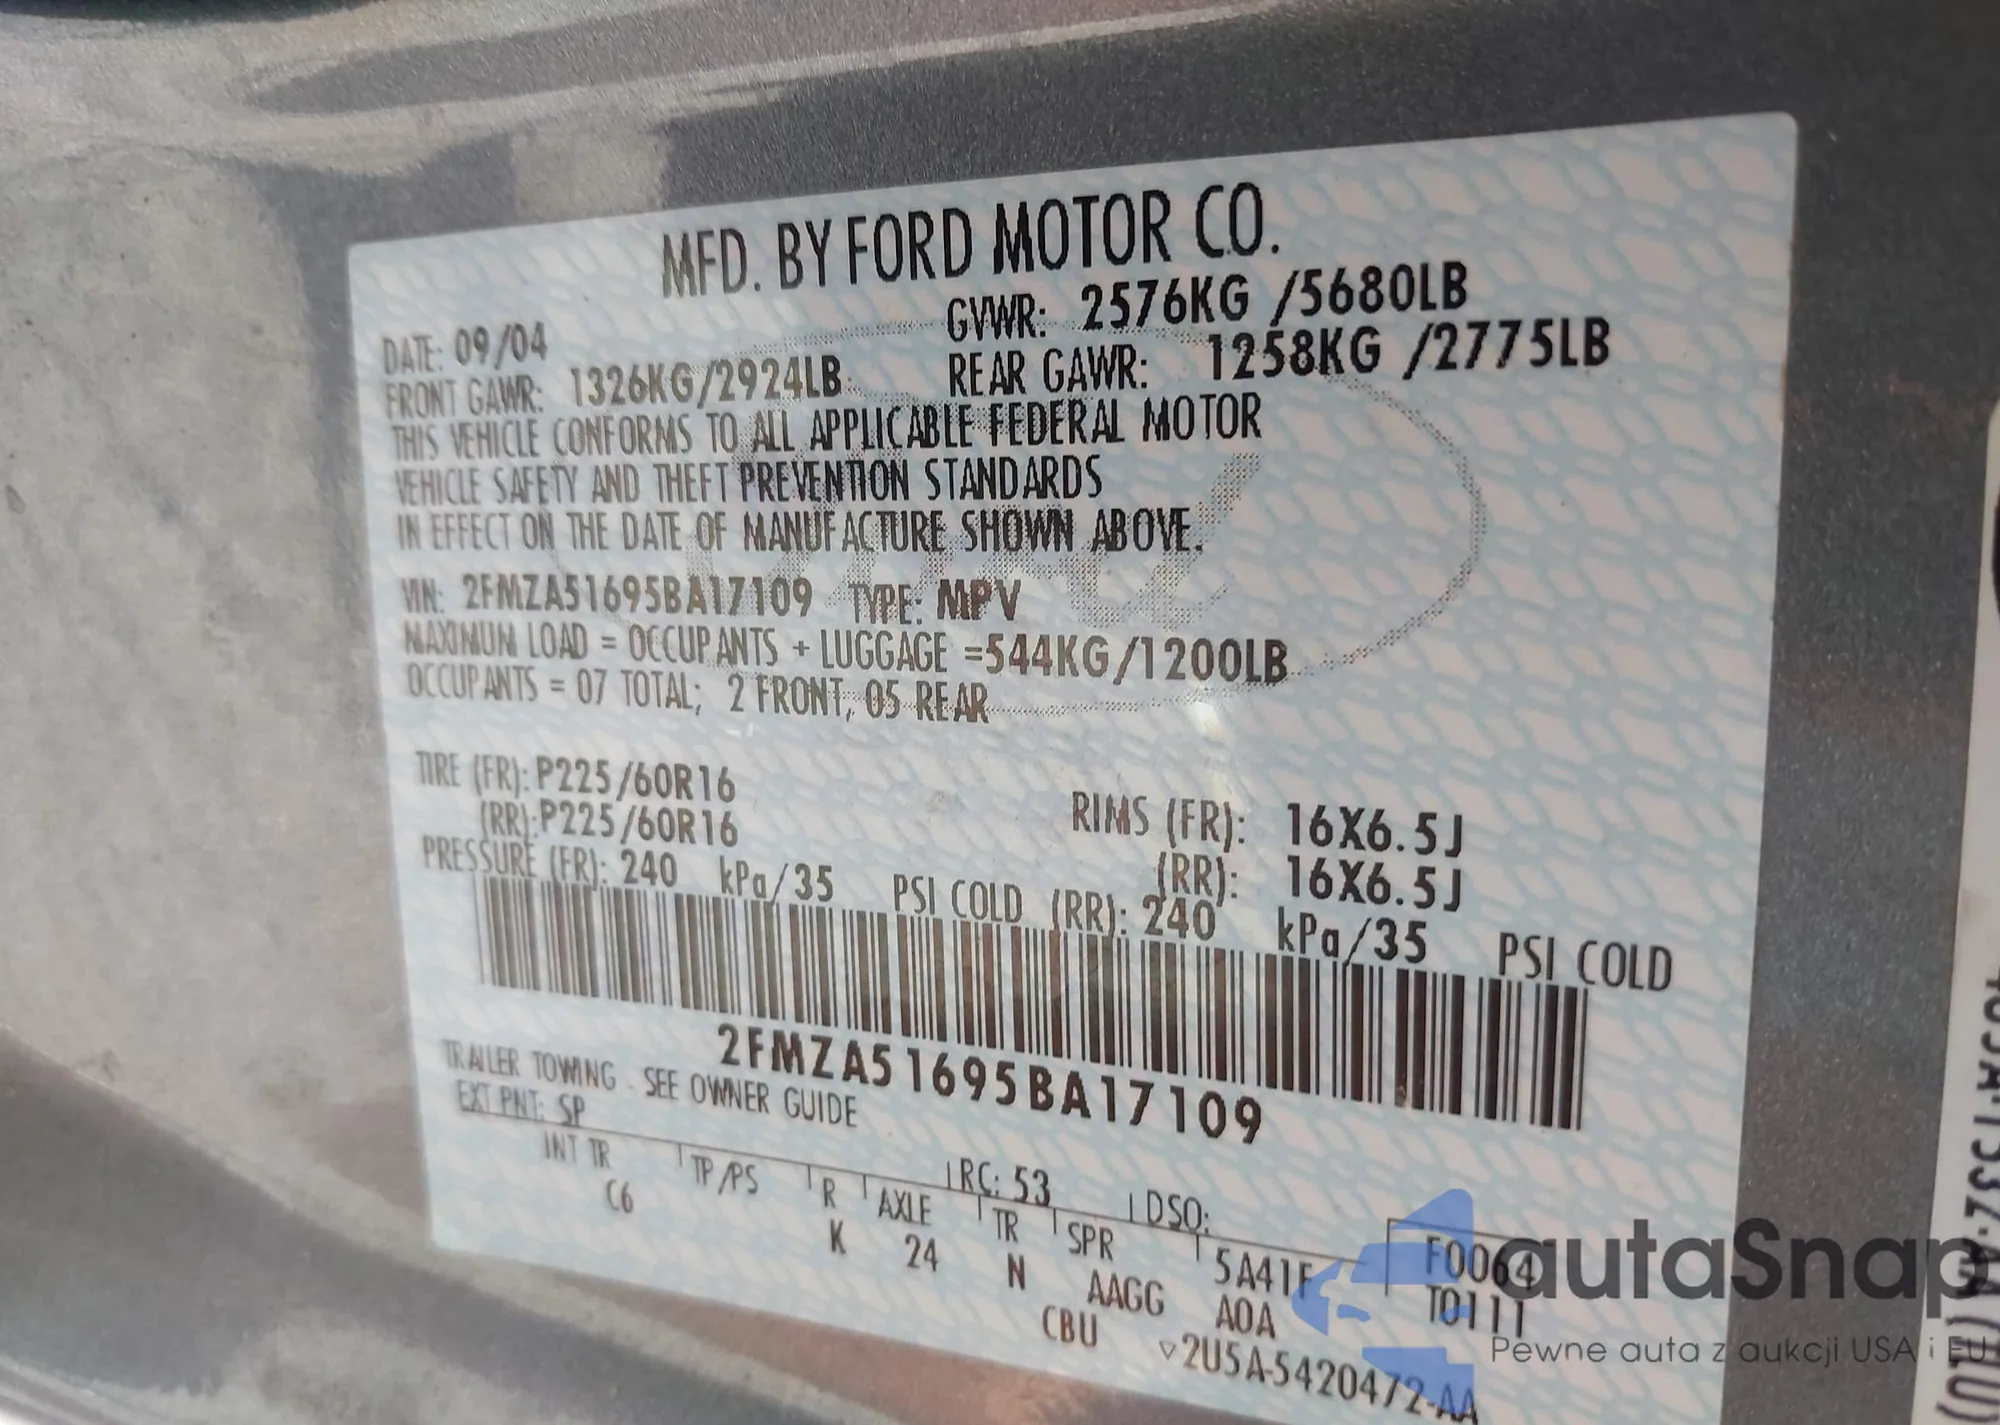 MFD. BY FORD MOTOR CO.
DATE: 09/04 GVWR: 2576KG /5680LB
FRONT GAWR: 1326KG/2924LB REAR GAWR: 1258KG /2775LB
THIS VEHICLE CONFORMS TO ALL APPLICABLE FEDERAL MOTOR
VEHICLE SAFETY AND THEFT PREVENTION STANDARDS
IN EFFECT ON THE DATE OF MANUFACTURE SHOWN ABOVE.
VIN: 2FMZA51695BA17109 TYPE: MPV
MAXIMUM LOAD = OCCUPANTS + LUGGAGE =544KG/1200LB
OCCUPANTS = 07 TOTAL; 2 FRONT, 05 REAR
TIRE (FR): P225/60R16 RIMS (FR): 16X6.5J
(RR): P225/60R16 (RR): 16X6.5J
PRESSURE (FR): 240 kPa/35 PSI COLD (RR): 240 kPa/35 PSI COLD
2FMZA51695BA17109
TRAILER TOWING - SEE OWNER GUIDE
EXT PNT: SP RC: 53 DSO:
INT TR TP/PS R AXLE TR SPR 5A41F F0064
C6 K 24 N AAGG A0A T0111
CBU ▽2U5A-5420472-AA
autaSnap
Pewne auta z aukcji USA i EU